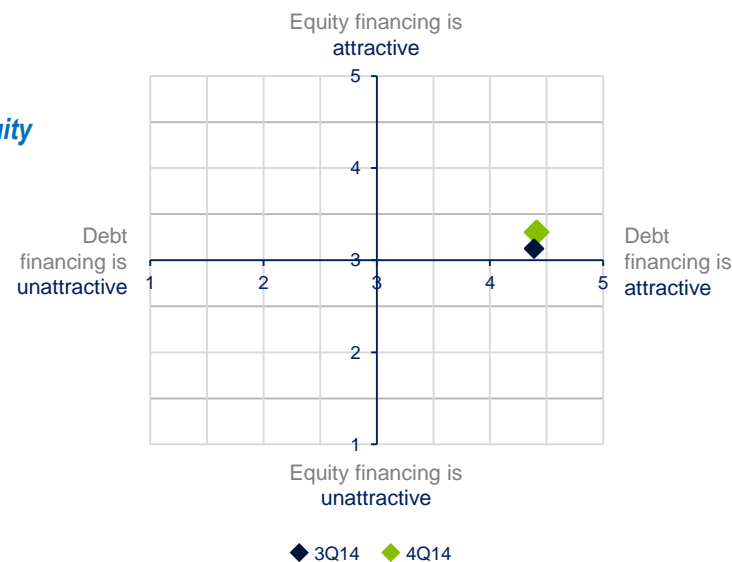 Equity financing is
attractive
5
4
Debt
financing is
unattractive
1
2
3
3
4
5
Debt
financing is
attractive
2
1
Equity financing is
unattractive
3Q14
4Q14